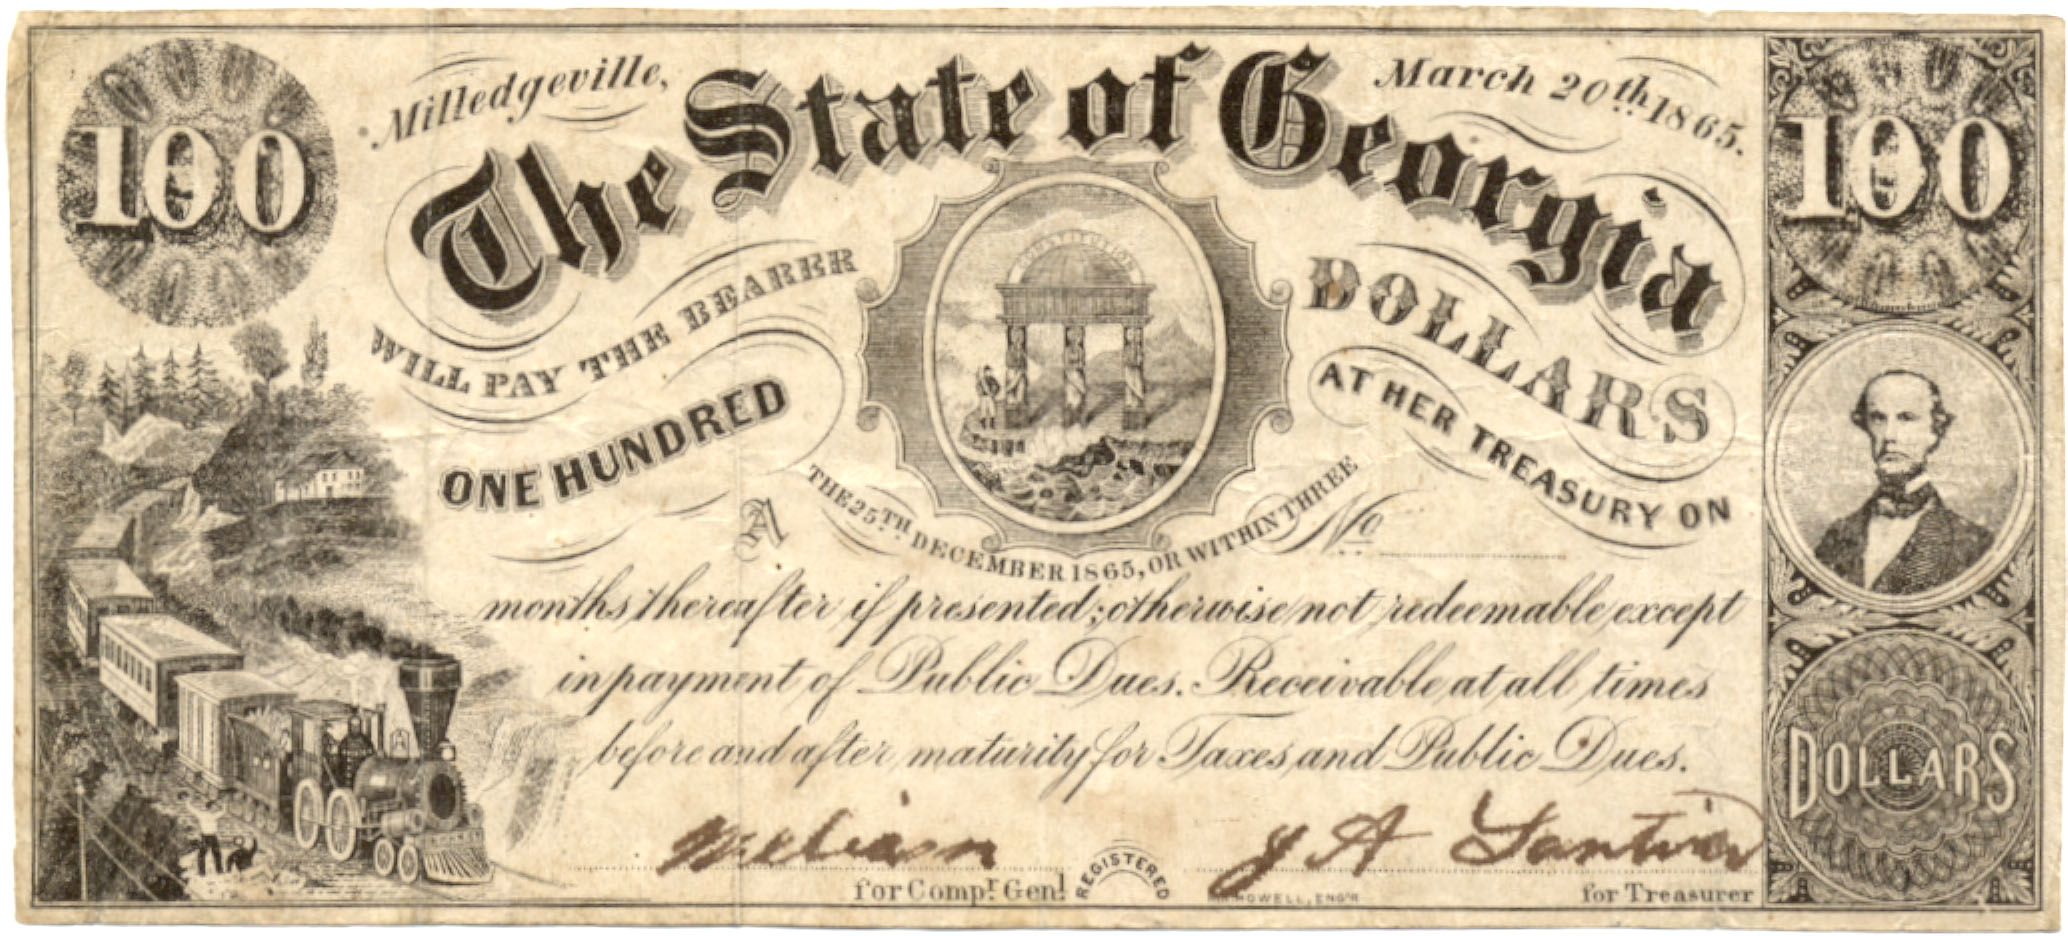 100
Milledgeville,
March 20th 1865.
100
The State of Georgia
WILL PAY THE BEARER
ONE HUNDRED
DOLLARS
AT HER TREASURY ON
CONSTITUTION
A
THE 25TH DECEMBER 1865, OR WITHIN THREE
No
months thereafter if presented; otherwise not redeemable except
in payment of Public Dues. Receivable at all times
before and after maturity for Taxes and Public Dues.
DOLLARS
J A
for Compr. Genl.
REGISTERED
HOWELL, ENG'R
for Treasurer